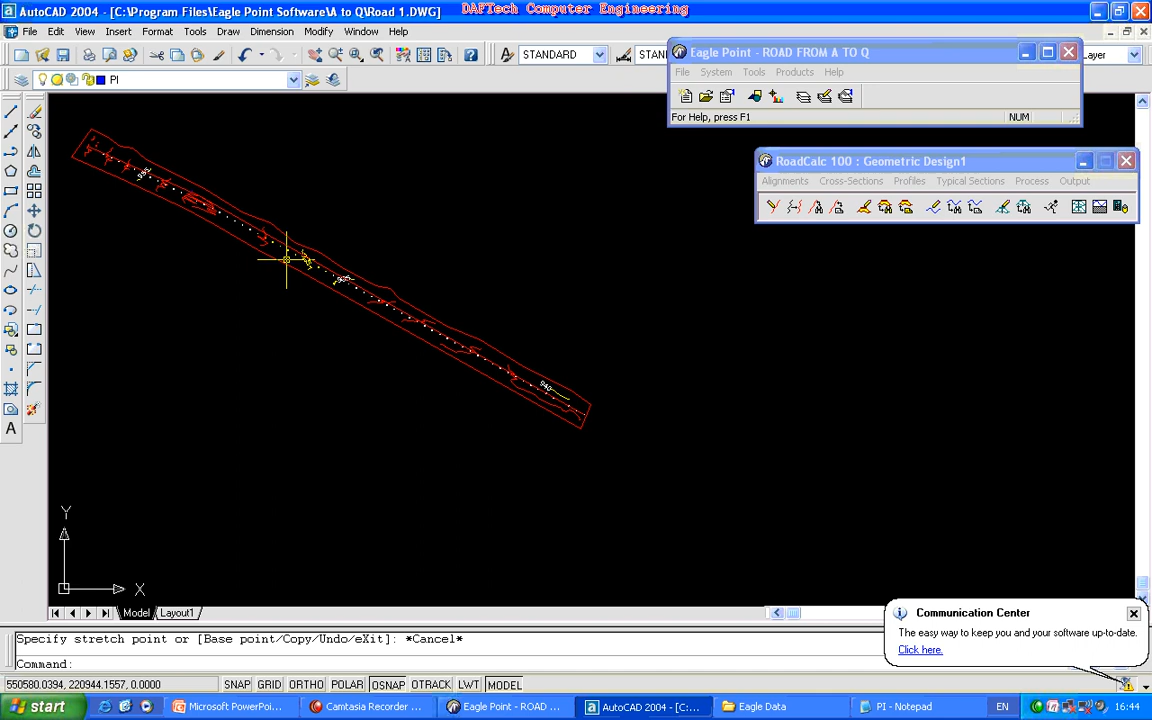 AutoCAD 2004 - [C:\Program Files\Eagle Point Software\A to Q\Road 1.DWG]
DAFTech Computer Engineering
File Edit View Insert Format Tools Draw Dimension Modify Window Help
STANDARD
STAND
Layer
PI
Eagle Point - ROAD FROM A TO Q
File System Tools Products Help
For Help, press F1
NUM
RoadCalc 100 : Geometric Design1
Alignments Cross-Sections Profiles Typical Sections Process Output
940
Y
X
A
Model Layout1
Communication Center
The easy way to keep you and your software up-to-date.
Click here.
Specify stretch point or [Base point/Copy/Undo/eXit]: *Cancel*
Command:
550580.0394, 220944.1557, 0.0000
SNAP GRID ORTHO POLAR OSNAP OTRACK LWT MODEL
start
Microsoft PowerPoi...
Camtasia Recorder ...
Eagle Point - ROAD ...
AutoCAD 2004 - [C:...
Eagle Data
PI - Notepad
EN
16:44